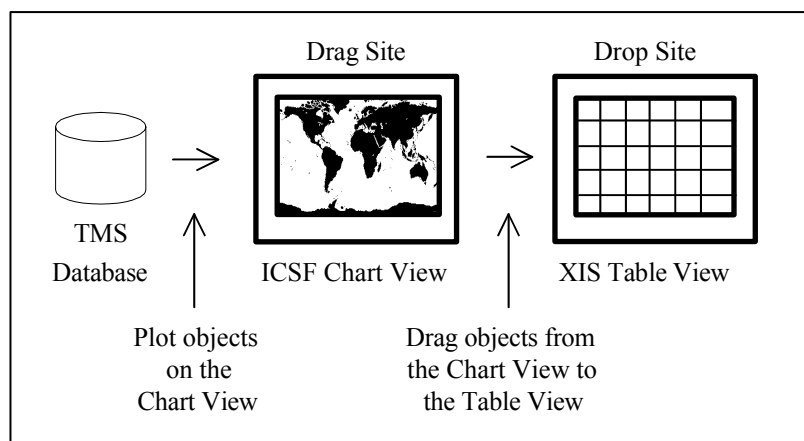 Drag Site
Drop Site
TMS
Database
ICSF Chart View
XIS Table View
Plot objects
on the
Chart View
Drag objects from
the Chart View to
the Table View